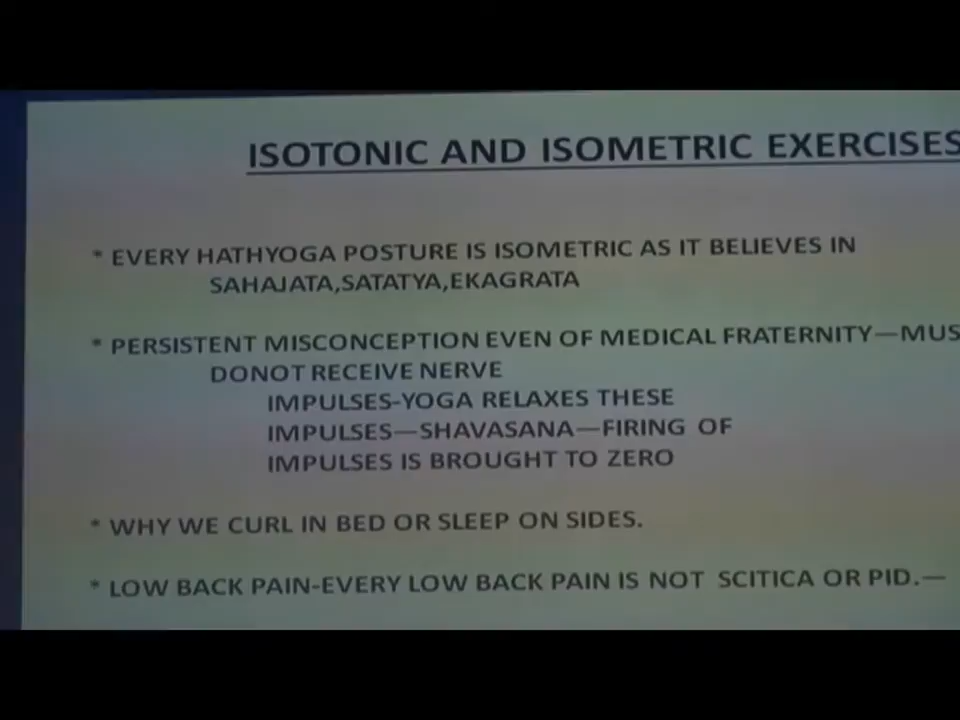 ISOTONIC AND ISOMETRIC EXERCISES
* EVERY HATHYOGA POSTURE IS ISOMETRIC AS IT BELIEVES IN
SAHAJATA,SATATYA,EKAGRATA
* PERSISTENT MISCONCEPTION EVEN OF MEDICAL FRATERNITY—MUS
DONOT RECEIVE NERVE
IMPULSES-YOGA RELAXES THESE
IMPULSES—SHAVASANA—FIRING OF
IMPULSES IS BROUGHT TO ZERO
* WHY WE CURL IN BED OR SLEEP ON SIDES.
* LOW BACK PAIN-EVERY LOW BACK PAIN IS NOT SCITICA OR PID.—